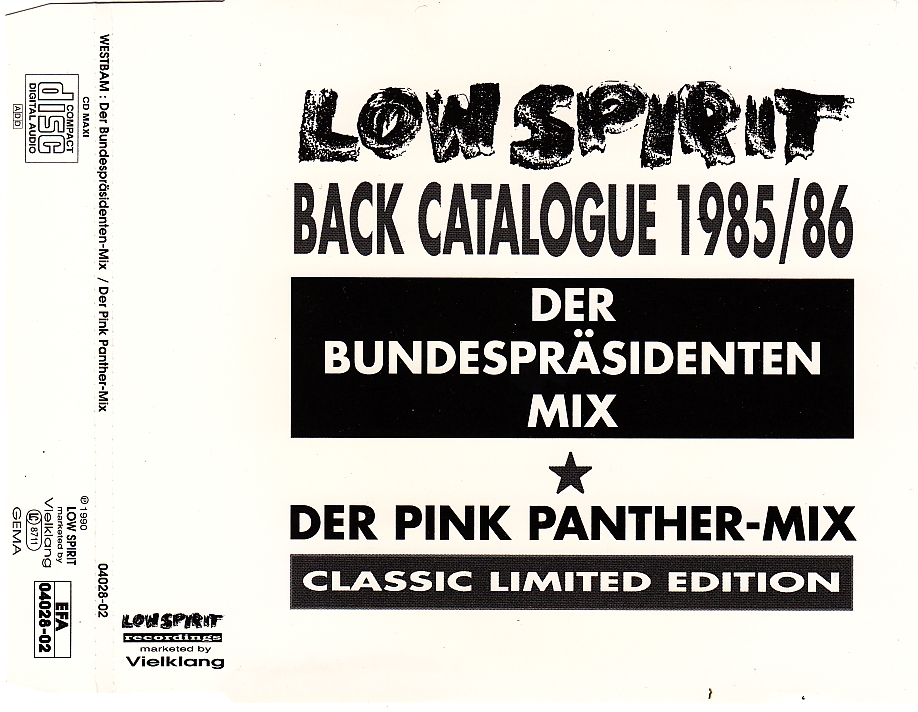 LOW SPIRIT
BACK CATALOGUE 1985/86
DER
BUNDESPRÄSIDENTEN
MIX
DER PINK PANTHER-MIX
CLASSIC LIMITED EDITION
WESTBAM : Der Bundespräsidenten-Mix / Der Pink Panther-Mix
04028-02
CD MAXI
COMPACT
disc
DIGITAL AUDIO
ADD
℗ 1990
LOW SPIRIT
marketed by
Vielklang
LC 8711
GEMA
EFA
04028-02
LOW SPIRIT
recordings
marketed by
Vielklang